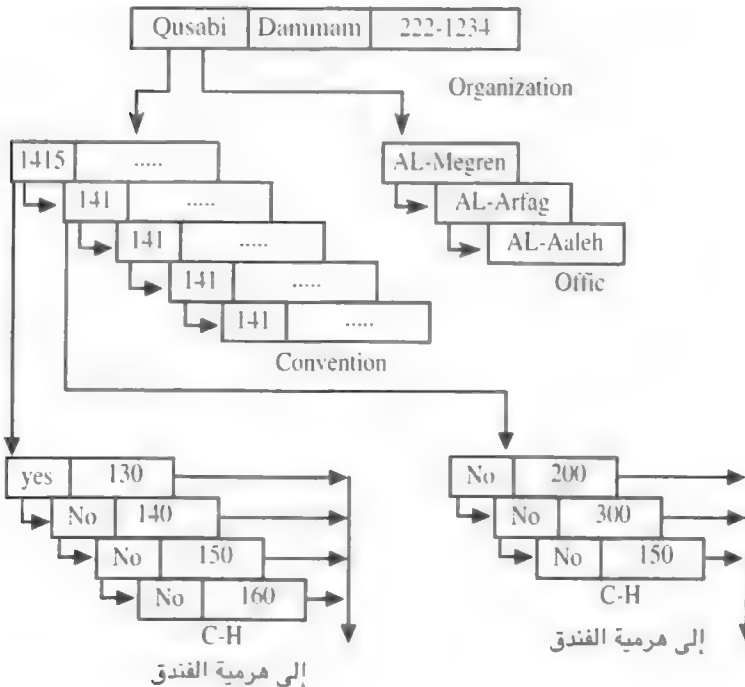 Qusabi Dammam 222-1234
Organization
1415 .....
AL-Megren
141 .....
AL-Arfag
141 .....
AL-Aaleh
141 .....
Offic
141 .....
Convention
yes 130
No 200
No 140
No 300
No 150
No 150
No 160
C-H
C-H
إلى هرمية الفندق
إلى هرمية الفندق